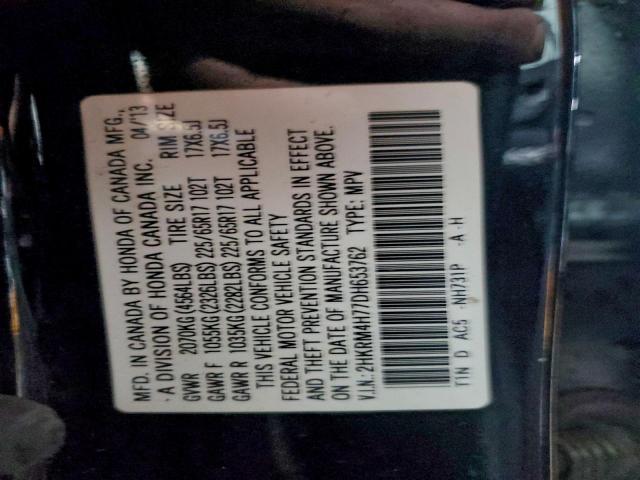 MFD. IN CANADA BY HONDA OF CANADA MFG.,
A DIVISION OF HONDA CANADA INC. 04/13
GVWR 2070KG(4564LBS) TIRE SIZE RIM SIZE
GAWR F 1055KG(2326LBS) 225/65R17 102T 17X6.5J
GAWR R 1035KG(2282LBS) 225/65R17 102T 17X6.5J
THIS VEHICLE CONFORMS TO ALL APPLICABLE
FEDERAL MOTOR VEHICLE SAFETY
AND THEFT PREVENTION STANDARDS IN EFFECT
ON THE DATE OF MANUFACTURE SHOWN ABOVE.
V.I.N.: 2HKRM4H77DH653762 TYPE: MPV
T1N D AC5 NH731P -A-H